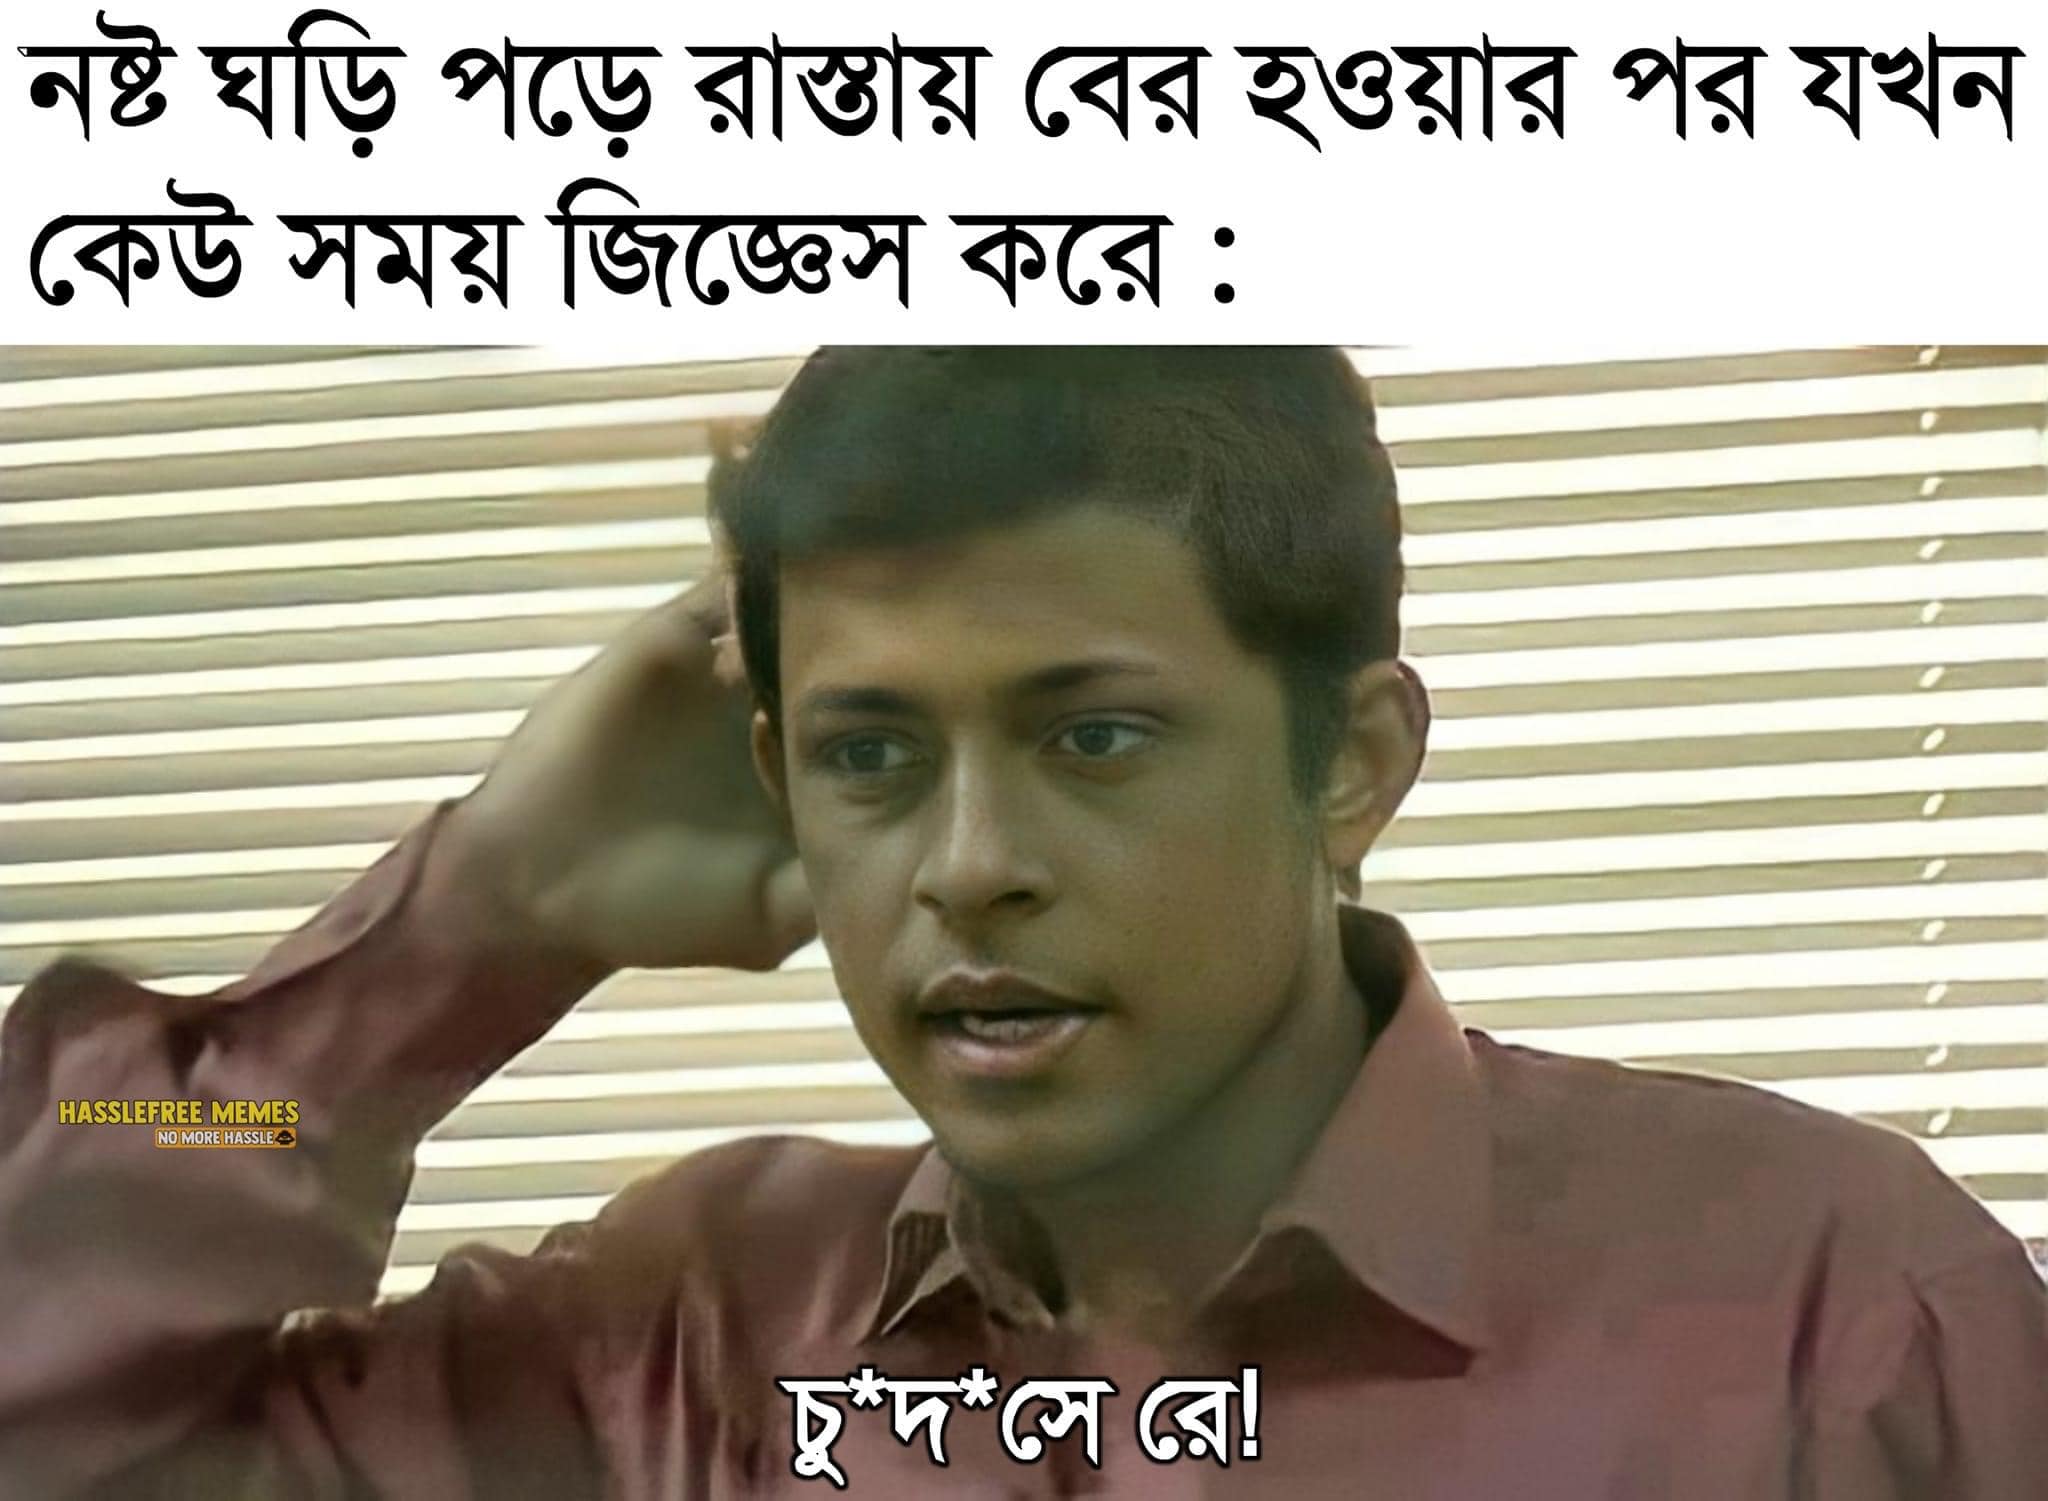 নষ্ট ঘড়ি পড়ে রাস্তায় বের হওয়ার পর যখন
কেউ সময় জিজ্ঞেস করে :
HASSLEFREE MEMES
NO MORE HASSLE
চু*দ*সে রে!